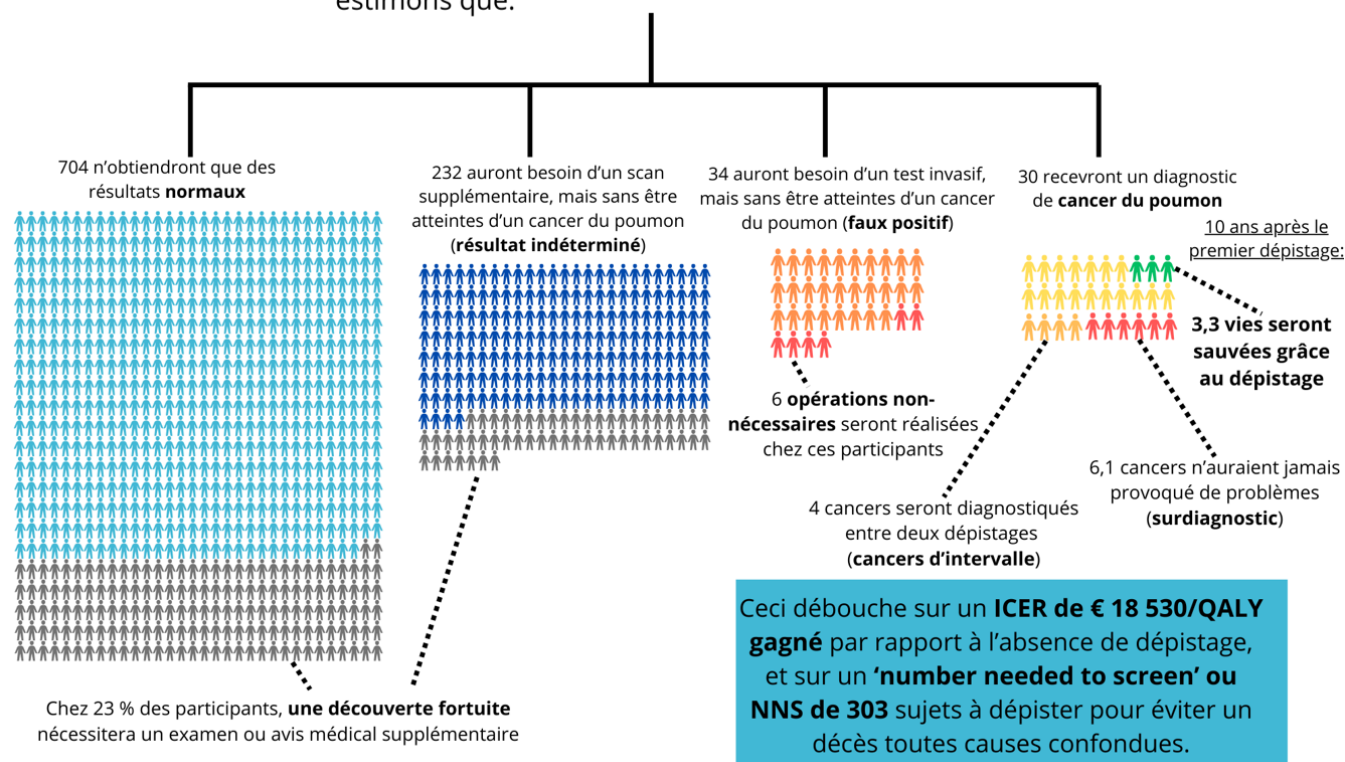 estimons que:
704 n’obtiendront que des
résultats normaux
232 auront besoin d’un scan
supplémentaire, mais sans être
atteintes d’un cancer du poumon
(résultat indéterminé)
34 auront besoin d’un test invasif,
mais sans être atteintes d’un cancer
du poumon (faux positif)
30 recevront un diagnostic
de cancer du poumon
10 ans après le
premier dépistage:
3,3 vies seront
sauvées grâce
au dépistage
6 opérations non-
nécessaires seront réalisées
chez ces participants
6,1 cancers n’auraient jamais
provoqué de problèmes
(surdiagnostic)
4 cancers seront diagnostiqués
entre deux dépistages
(cancers d’intervalle)
Chez 23 % des participants, une découverte fortuite
nécessitera un examen ou avis médical supplémentaire
Ceci débouche sur un ICER de € 18 530/QALY
gagné par rapport à l’absence de dépistage,
et sur un ‘number needed to screen’ ou
NNS de 303 sujets à dépister pour éviter un
décès toutes causes confondues.